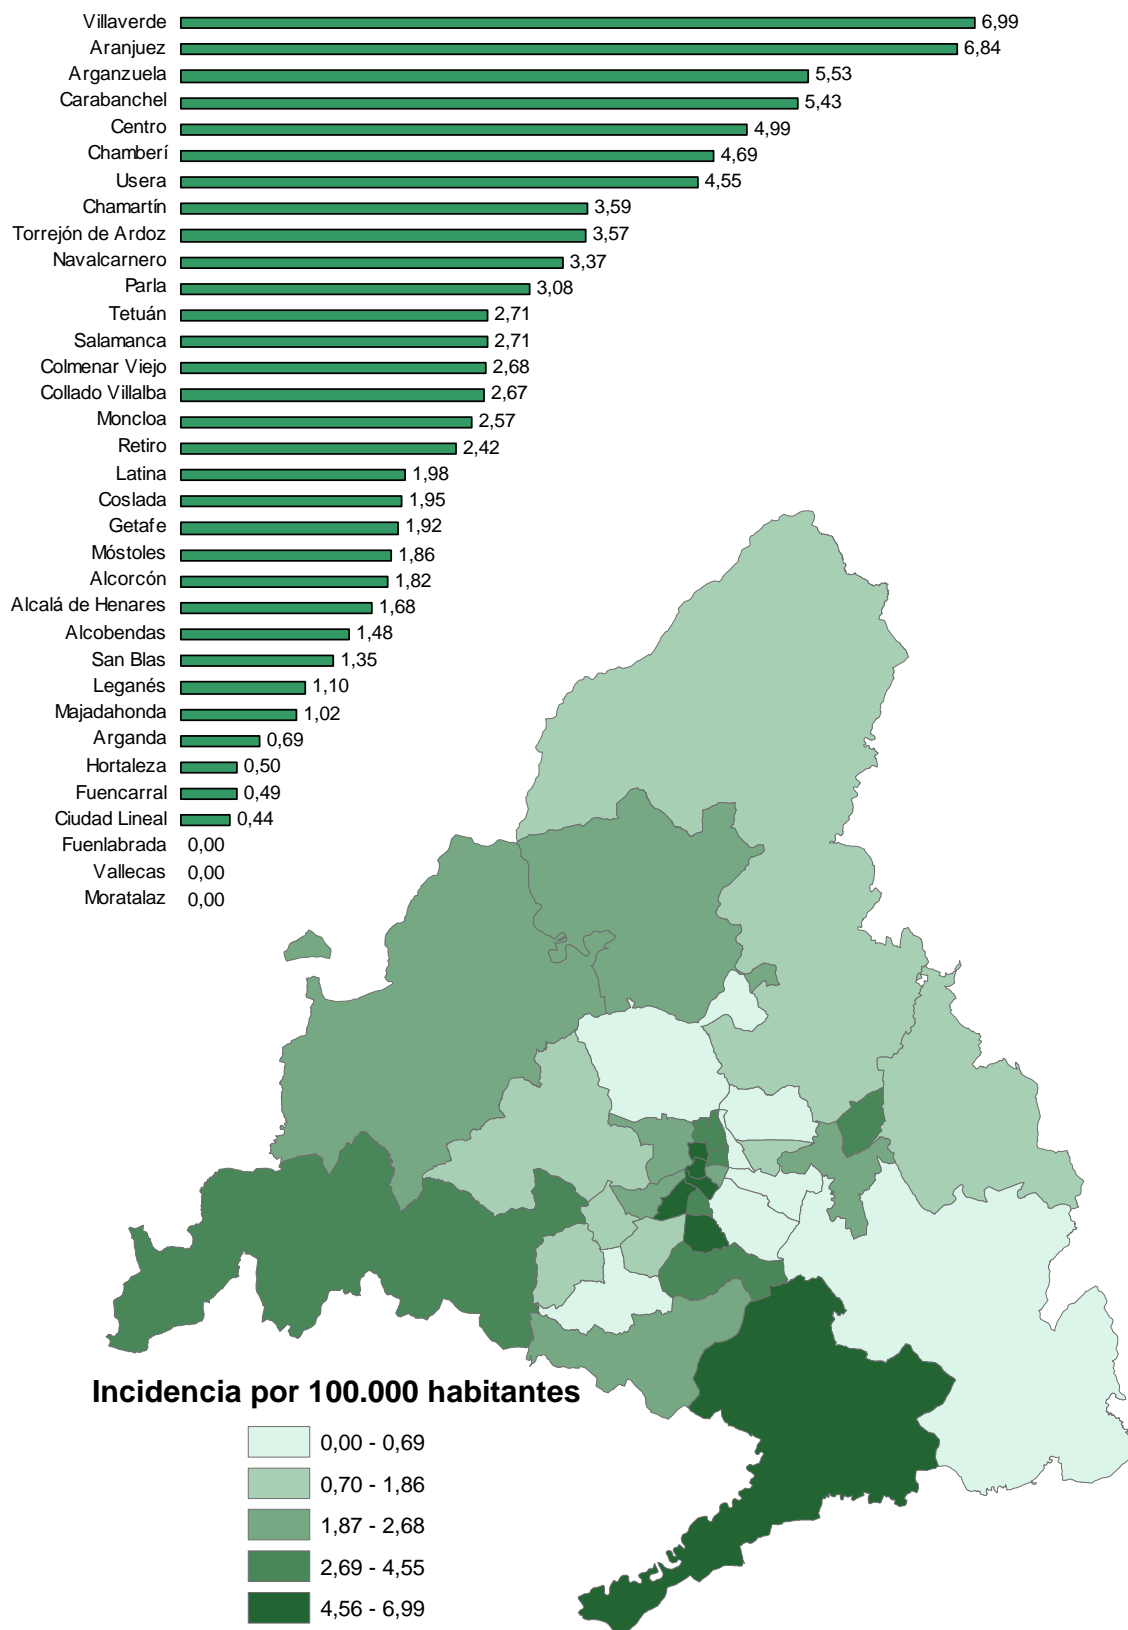 Villaverde 6,99
Aranjuez 6,84
Arganzuela 5,53
Carabanchel 5,43
Centro 4,99
Chamberí 4,69
Usera 4,55
Chamartín 3,59
Torrejón de Ardoz 3,57
Navalcarnero 3,37
Parla 3,08
Tetuán 2,71
Salamanca 2,71
Colmenar Viejo 2,68
Collado Villalba 2,67
Moncloa 2,57
Retiro 2,42
Latina 1,98
Coslada 1,95
Getafe 1,92
Móstoles 1,86
Alcorcón 1,82
Alcalá de Henares 1,68
Alcobendas 1,48
San Blas 1,35
Leganés 1,10
Majadahonda 1,02
Arganda 0,69
Hortaleza 0,50
Fuencarral 0,49
Ciudad Lineal 0,44
Fuenlabrada 0,00
Vallecas 0,00
Moratalaz 0,00
Incidencia por 100.000 habitantes
0,00 - 0,69
0,70 - 1,86
1,87 - 2,68
2,69 - 4,55
4,56 - 6,99